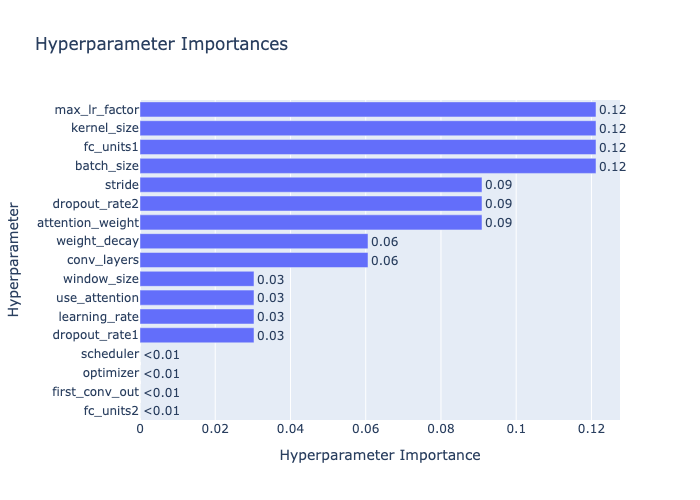 Hyperparameter Importances
Hyperparameter
max_lr_factor 0.12
kernel_size 0.12
fc_units1 0.12
batch_size 0.12
stride 0.09
dropout_rate2 0.09
attention_weight 0.09
weight_decay 0.06
conv_layers 0.06
window_size 0.03
use_attention 0.03
learning_rate 0.03
dropout_rate1 0.03
scheduler <0.01
optimizer <0.01
first_conv_out <0.01
fc_units2 <0.01
0 0.02 0.04 0.06 0.08 0.1 0.12
Hyperparameter Importance